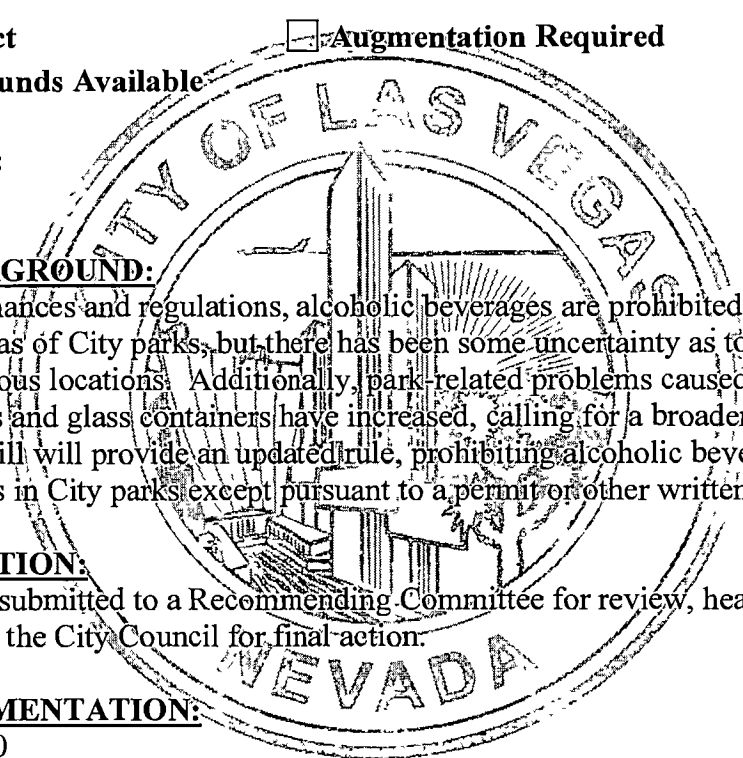 ct Augmentation Required
unds Available
:
GROUND:
nances and regulations, alcoholic beverages are prohibited
as of City parks, but there has been some uncertainty as to
ous locations. Additionally, park-related problems caused
s and glass containers have increased, calling for a broader
ill will provide an updated rule, prohibiting alcoholic beve
s in City parks except pursuant to a permit or other written
TION:
submitted to a Recommending Committee for review, hea
the City Council for final action.
MENTATION:
)
CITY OF LAS VEGAS
NEVADA